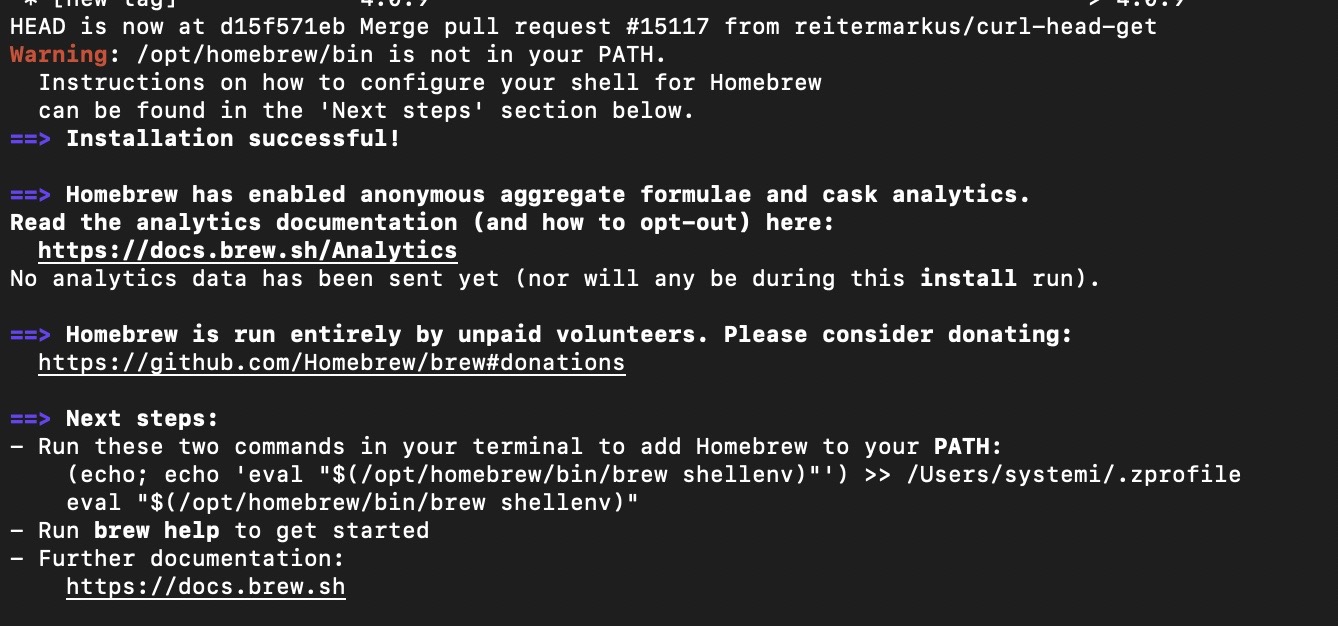 HEAD is now at d15f571eb Merge pull request #15117 from reitermarkus/curl-head-get
Warning: /opt/homebrew/bin is not in your PATH.
  Instructions on how to configure your shell for Homebrew
  can be found in the 'Next steps' section below.
==> Installation successful!

==> Homebrew has enabled anonymous aggregate formulae and cask analytics.
Read the analytics documentation (and how to opt-out) here:
  https://docs.brew.sh/Analytics
No analytics data has been sent yet (nor will any be during this install run).

==> Homebrew is run entirely by unpaid volunteers. Please consider donating:
  https://github.com/Homebrew/brew#donations

==> Next steps:
- Run these two commands in your terminal to add Homebrew to your PATH:
    (echo; echo 'eval "$(/opt/homebrew/bin/brew shellenv)"') >> /Users/systemi/.zprofile
    eval "$(/opt/homebrew/bin/brew shellenv)"
- Run brew help to get started
- Further documentation:
    https://docs.brew.sh